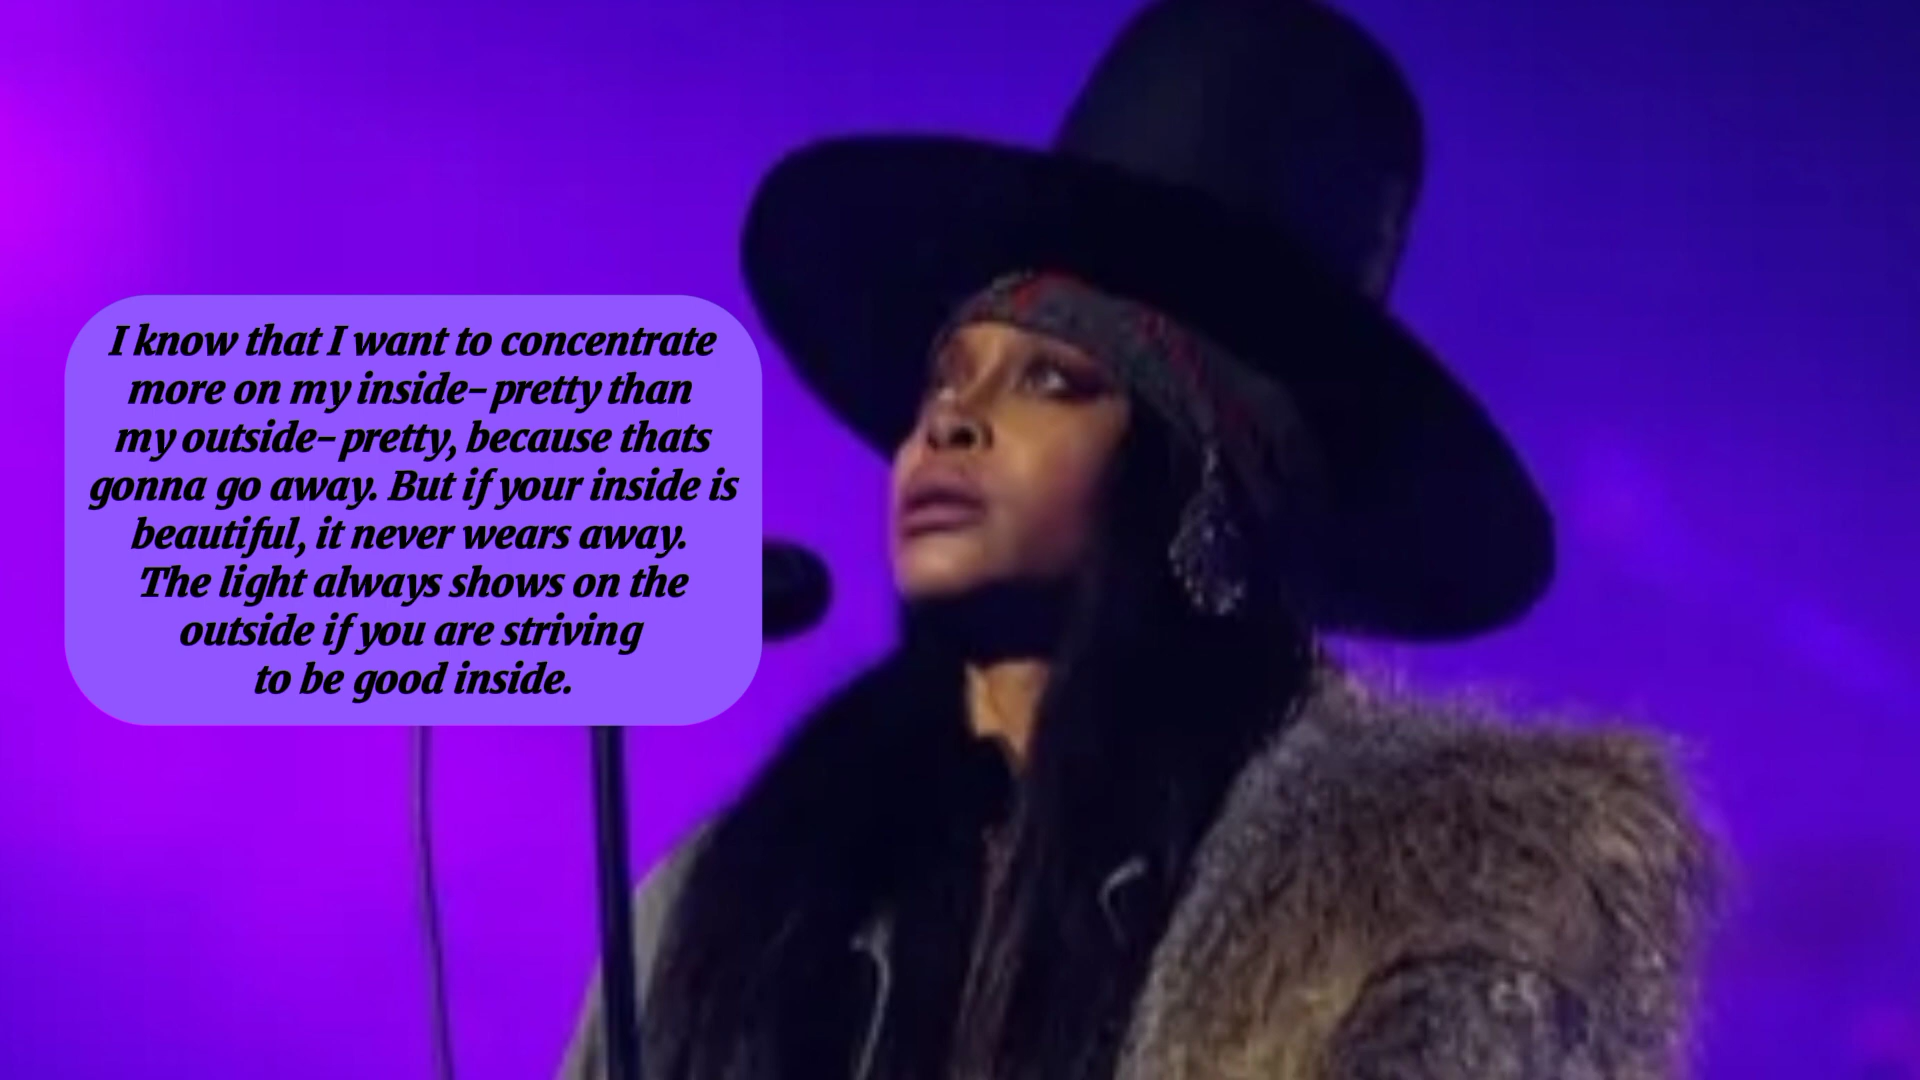 I know that I want to concentrate
more on my inside-pretty than
my outside-pretty, because thats
gonna go away. But if your inside is
beautiful, it never wears away.
The light always shows on the
outside if you are striving
to be good inside.